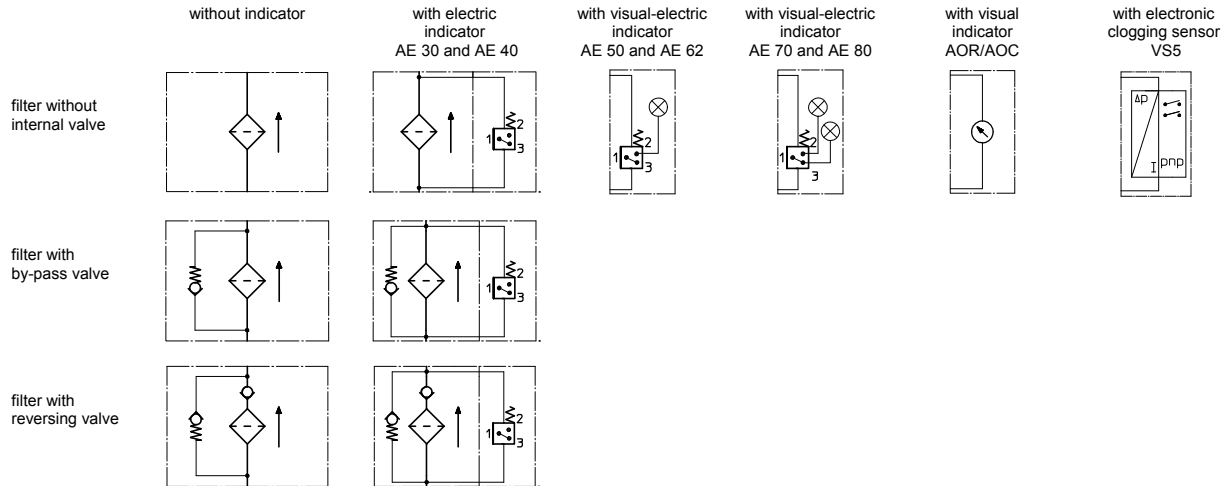 without indicator
with electric
indicator
AE 30 and AE 40
with visual-electric
indicator
AE 50 and AE 62
with visual-electric
indicator
AE 70 and AE 80
with visual
indicator
AOR/AOC
with electronic
clogging sensor
VS5
filter without
internal valve
1 2 3
1 2 3
1 2 3
Δp
I pnp
filter with
by-pass valve
1 2 3
filter with
reversing valve
1 2 3